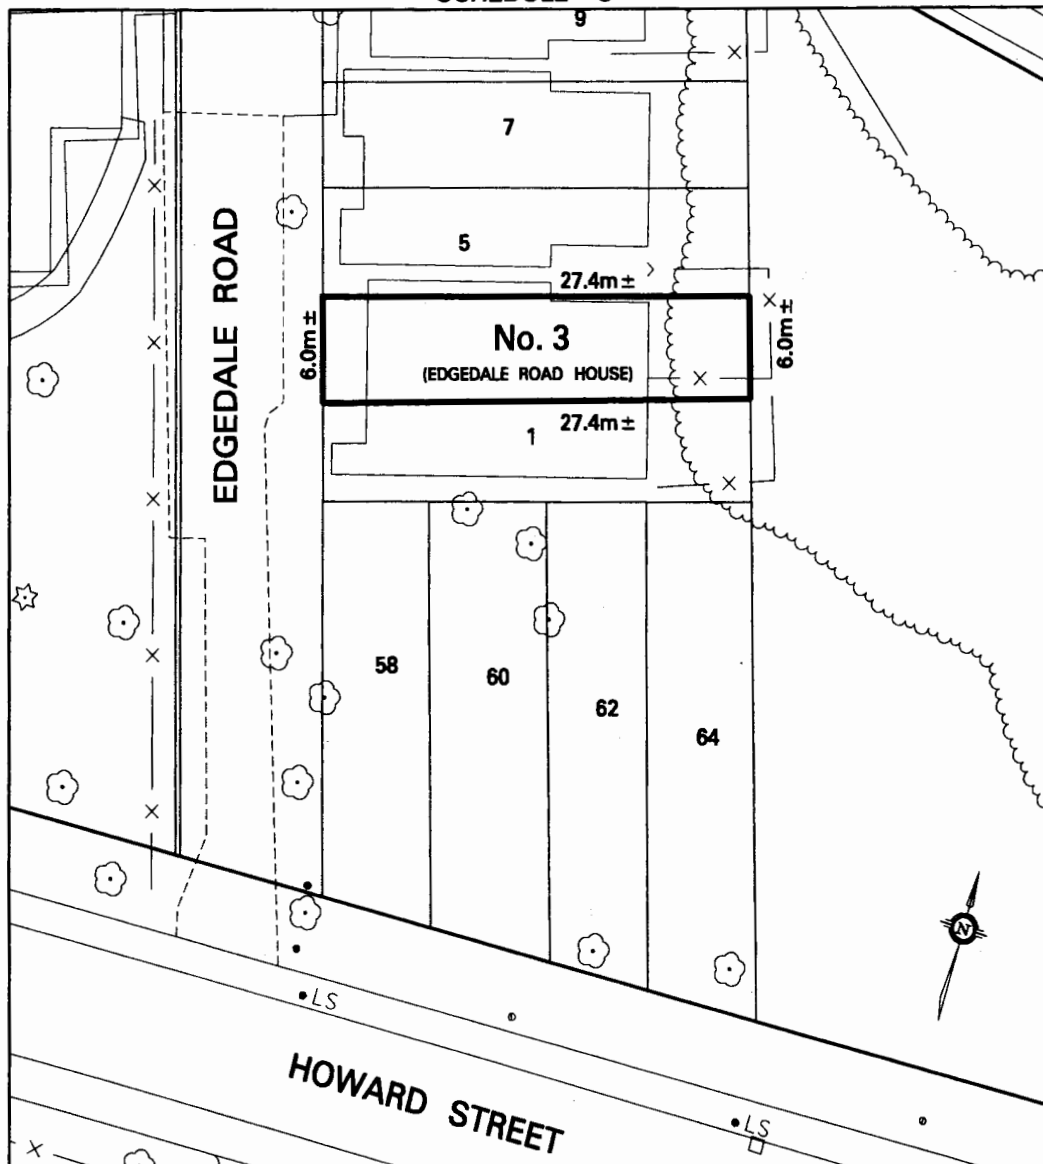 9
7
5
27.4m ±
6.0m ±
No. 3
(EDGEDALE ROAD HOUSE)
6.0m ±
EDGEDALE ROAD
1
27.4m ±
58
60
62
64
N
LS
HOWARD STREET
LS